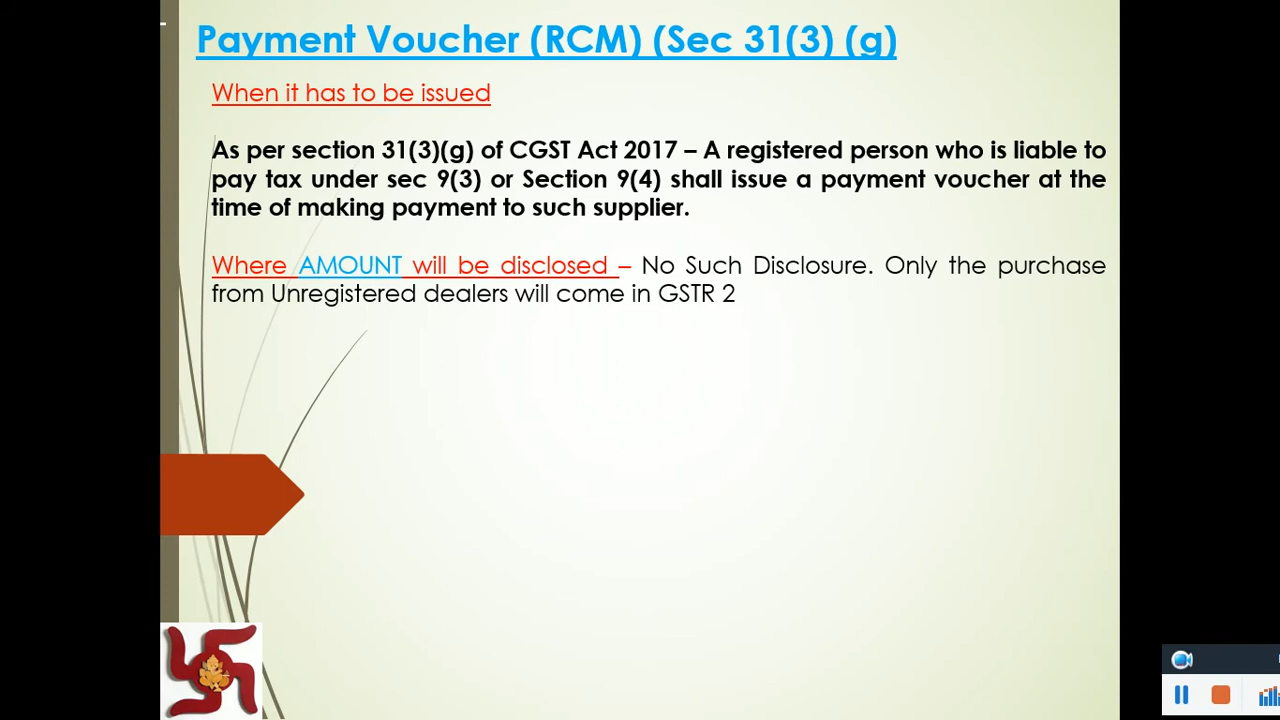 Payment Voucher (RCM) (Sec 31(3) (g)
When it has to be issued
As per section 31(3)(g) of CGST Act 2017 – A registered person who is liable to
pay tax under sec 9(3) or Section 9(4) shall issue a payment voucher at the
time of making payment to such supplier.
Where AMOUNT will be disclosed – No Such Disclosure. Only the purchase
from Unregistered dealers will come in GSTR 2